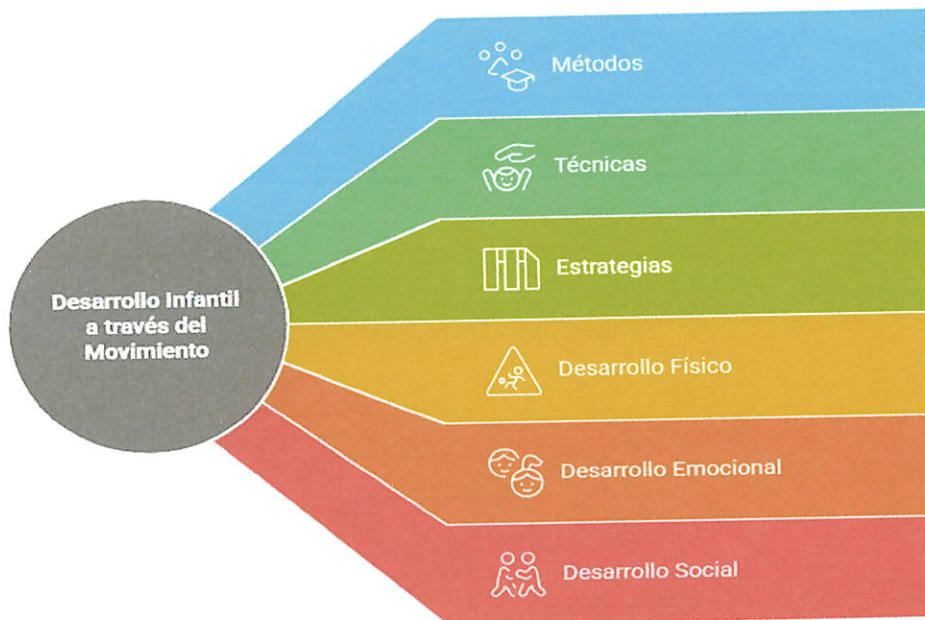 Desarrollo Infantil
a través del
Movimiento
Métodos
Técnicas
Estrategias
Desarrollo Físico
Desarrollo Emocional
Desarrollo Social